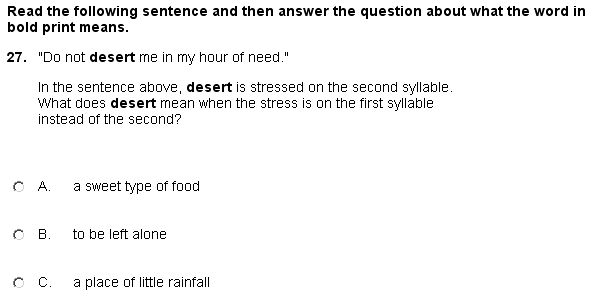 Read the following sentence and then answer the question about what the word in
bold print means.
27. "Do not desert me in my hour of need."
In the sentence above, desert is stressed on the second syllable.
What does desert mean when the stress is on the first syllable
instead of the second?
A. a sweet type of food
B. to be left alone
C. a place of little rainfall